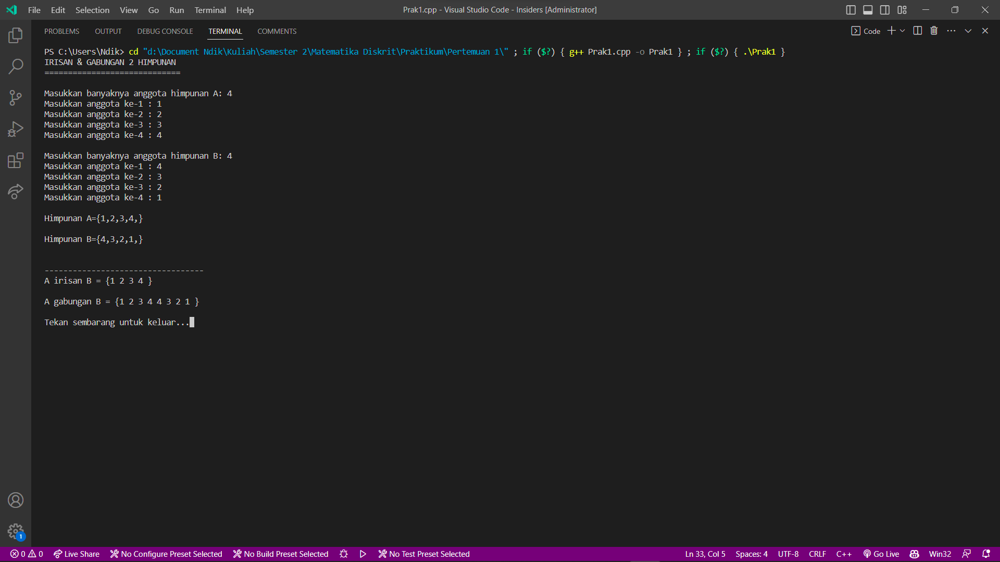 File Edit Selection View Go Run Terminal Help
Prak1.cpp - Visual Studio Code - Insiders [Administrator]
PROBLEMS OUTPUT DEBUG CONSOLE TERMINAL COMMENTS
Code
PS C:\Users\Ndik> cd "d:\Document Ndik\Kuliah\Semester 2\Matematika Diskrit\Praktikum\Pertemuan 1\" ; if ($?) { g++ Prak1.cpp -o Prak1 } ; if ($?) { .\Prak1 }
IRISAN & GABUNGAN 2 HIMPUNAN
=============================
Masukkan banyaknya anggota himpunan A: 4
Masukkan anggota ke-1 : 1
Masukkan anggota ke-2 : 2
Masukkan anggota ke-3 : 3
Masukkan anggota ke-4 : 4
Masukkan banyaknya anggota himpunan B: 4
Masukkan anggota ke-1 : 4
Masukkan anggota ke-2 : 3
Masukkan anggota ke-3 : 2
Masukkan anggota ke-4 : 1
Himpunan A={1,2,3,4,}
Himpunan B={4,3,2,1,}
----------------------------------
A irisan B = {1 2 3 4 }
A gabungan B = {1 2 3 4 4 3 2 1 }
Tekan sembarang untuk keluar...
1
0 0 Live Share No Configure Preset Selected No Build Preset Selected No Test Preset Selected Ln 33, Col 5 Spaces: 4 UTF-8 CRLF C++ Go Live Win32